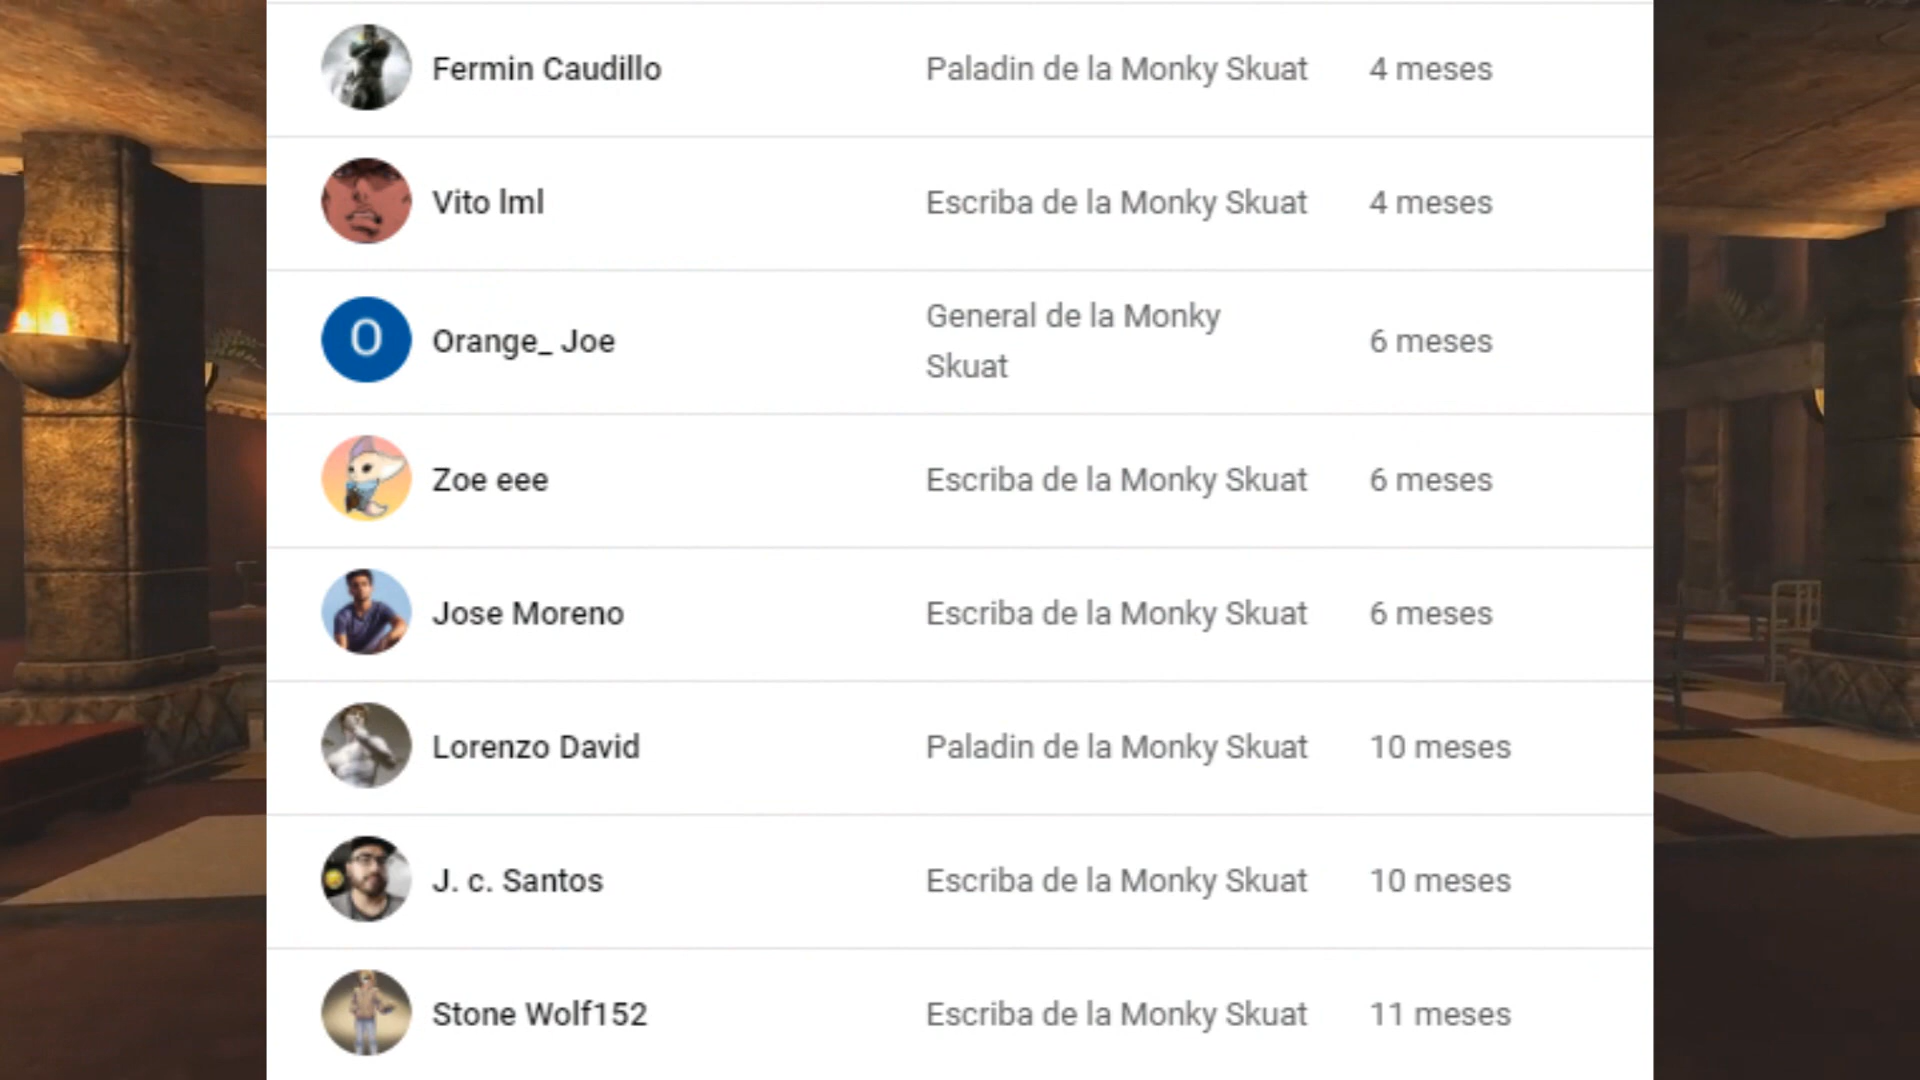 Fermin Caudillo Paladin de la Monky Skuat 4 meses
Vito lml Escriba de la Monky Skuat 4 meses
O Orange_ Joe General de la Monky Skuat 6 meses
Zoe eee Escriba de la Monky Skuat 6 meses
Jose Moreno Escriba de la Monky Skuat 6 meses
Lorenzo David Paladin de la Monky Skuat 10 meses
J. c. Santos Escriba de la Monky Skuat 10 meses
Stone Wolf152 Escriba de la Monky Skuat 11 meses